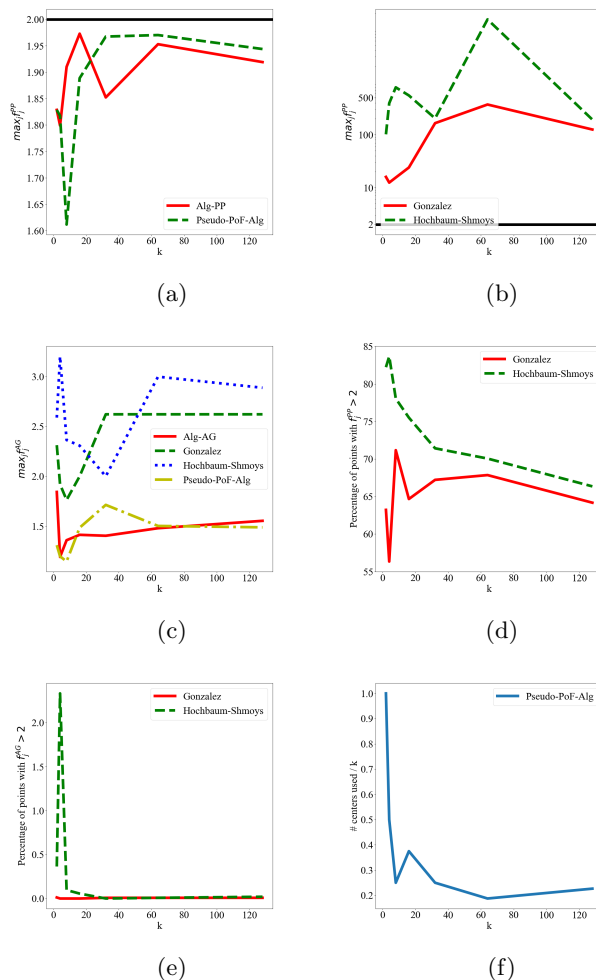 2.00
1.95
1.90
1.85
1.80
1.75
1.70
1.65
1.60
max_j f_j^PP
Alg-PP
Pseudo-PoF-Alg
0 20 40 60 80 100 120
k
(a)
500
100
10
2
max_j f_j^PP
Gonzalez
Hochbaum-Shmoys
0 20 40 60 80 100 120
k
(b)
3.0
2.5
2.0
1.5
max_j f_j^AG
Alg-AG
Gonzalez
Hochbaum-Shmoys
Pseudo-PoF-Alg
0 20 40 60 80 100 120
k
(c)
85
80
75
70
65
60
55
Percentage of points with f_j^PP > 2
Gonzalez
Hochbaum-Shmoys
0 20 40 60 80 100 120
k
(d)
2.0
1.5
1.0
0.5
0.0
Percentage of points with f_j^AG > 2
Gonzalez
Hochbaum-Shmoys
0 20 40 60 80 100 120
k
(e)
1.0
0.9
0.8
0.7
0.6
0.5
0.4
0.3
0.2
# centers used / k
Pseudo-PoF-Alg
0 20 40 60 80 100 120
k
(f)